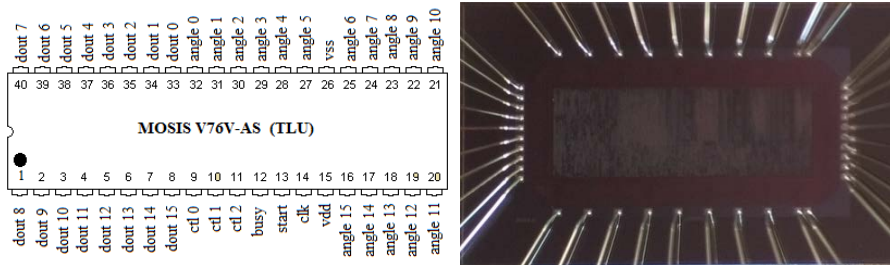 dout 7 dout 6 dout 5 dout 4 dout 3 dout 2 dout 1 dout 0 angle 0 angle 1 angle 2 angle 3 angle 4 angle 5 vss angle 6 angle 7 angle 8 angle 9 angle 10
40 39 38 37 36 35 34 33 32 31 30 29 28 27 26 25 24 23 22 21
MOSIS V76V-AS (TLU)
1 2 3 4 5 6 7 8 9 10 11 12 13 14 15 16 17 18 19 20
dout 8 dout 9 dout 10 dout 11 dout 12 dout 13 dout 14 dout 15 ctl 0 ctl 1 ctl 2 busy start clk vdd angle 15 angle 14 angle 13 angle 12 angle 11